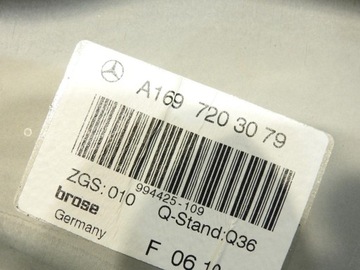 A169 720 30 79
994425-109
ZGS:010 Q-Stand:Q36
brose
Germany
F 06 10